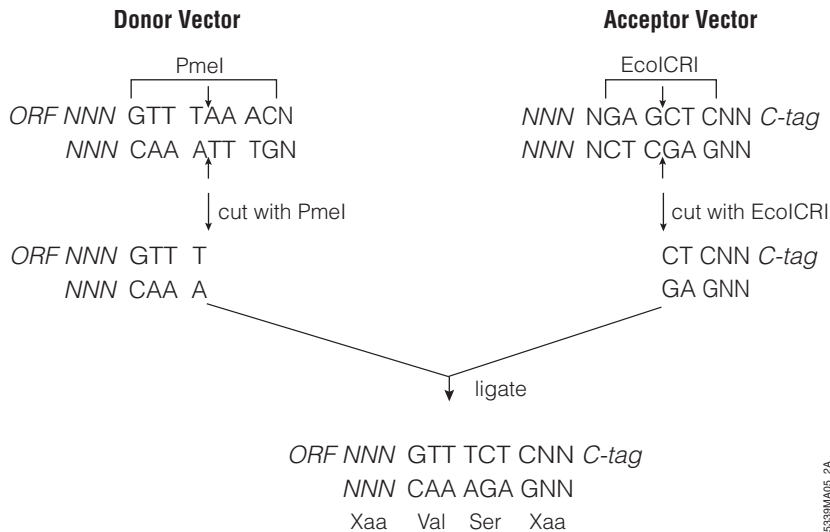 Donor Vector Acceptor Vector
PmeI EcoICRI
ORF NNN GTT TAA ACN NNN NGA GCT CNN C-tag
NNN CAA ATT TGN NNN NCT CGA GNN
cut with PmeI cut with EcoICRI
ORF NNN GTT T CT CNN C-tag
NNN CAA A GA GNN
ligate
ORF NNN GTT TCT CNN C-tag
NNN CAA AGA GNN
Xaa Val Ser Xaa
5339MA05_2A